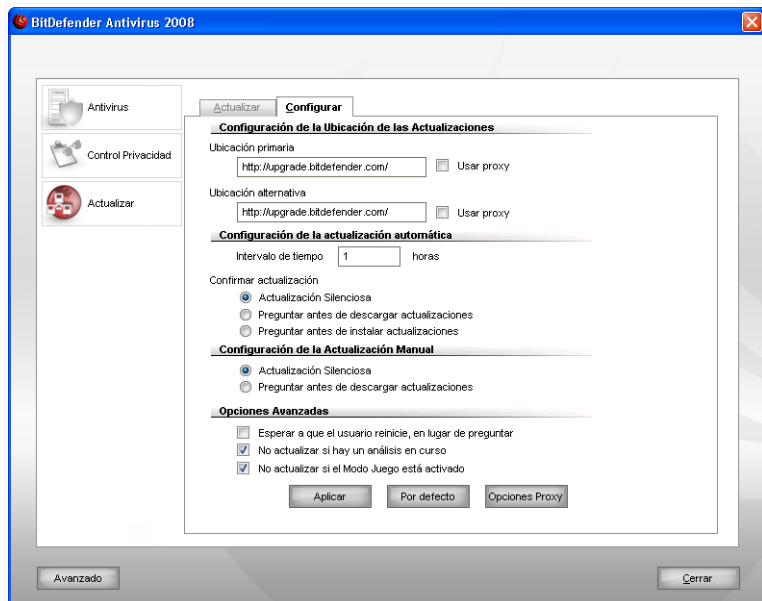 BitDefender Antivirus 2008
Antivirus
Control Privacidad
Actualizar
Actualizar Configurar
Configuración de la Ubicación de las Actualizaciones
Ubicación primaria
http://upgrade.bitdefender.com/ Usar proxy
Ubicación alternativa
http://upgrade.bitdefender.com/ Usar proxy
Configuración de la actualización automática
Intervalo de tiempo 1 horas
Confirmar actualización
Actualización Silenciosa
Preguntar antes de descargar actualizaciones
Preguntar antes de instalar actualizaciones
Configuración de la Actualización Manual
Actualización Silenciosa
Preguntar antes de descargar actualizaciones
Opciones Avanzadas
Esperar a que el usuario reinicie, en lugar de preguntar
No actualizar si hay un análisis en curso
No actualizar si el Modo Juego está activado
Aplicar Por defecto Opciones Proxy
Avanzado Cerrar